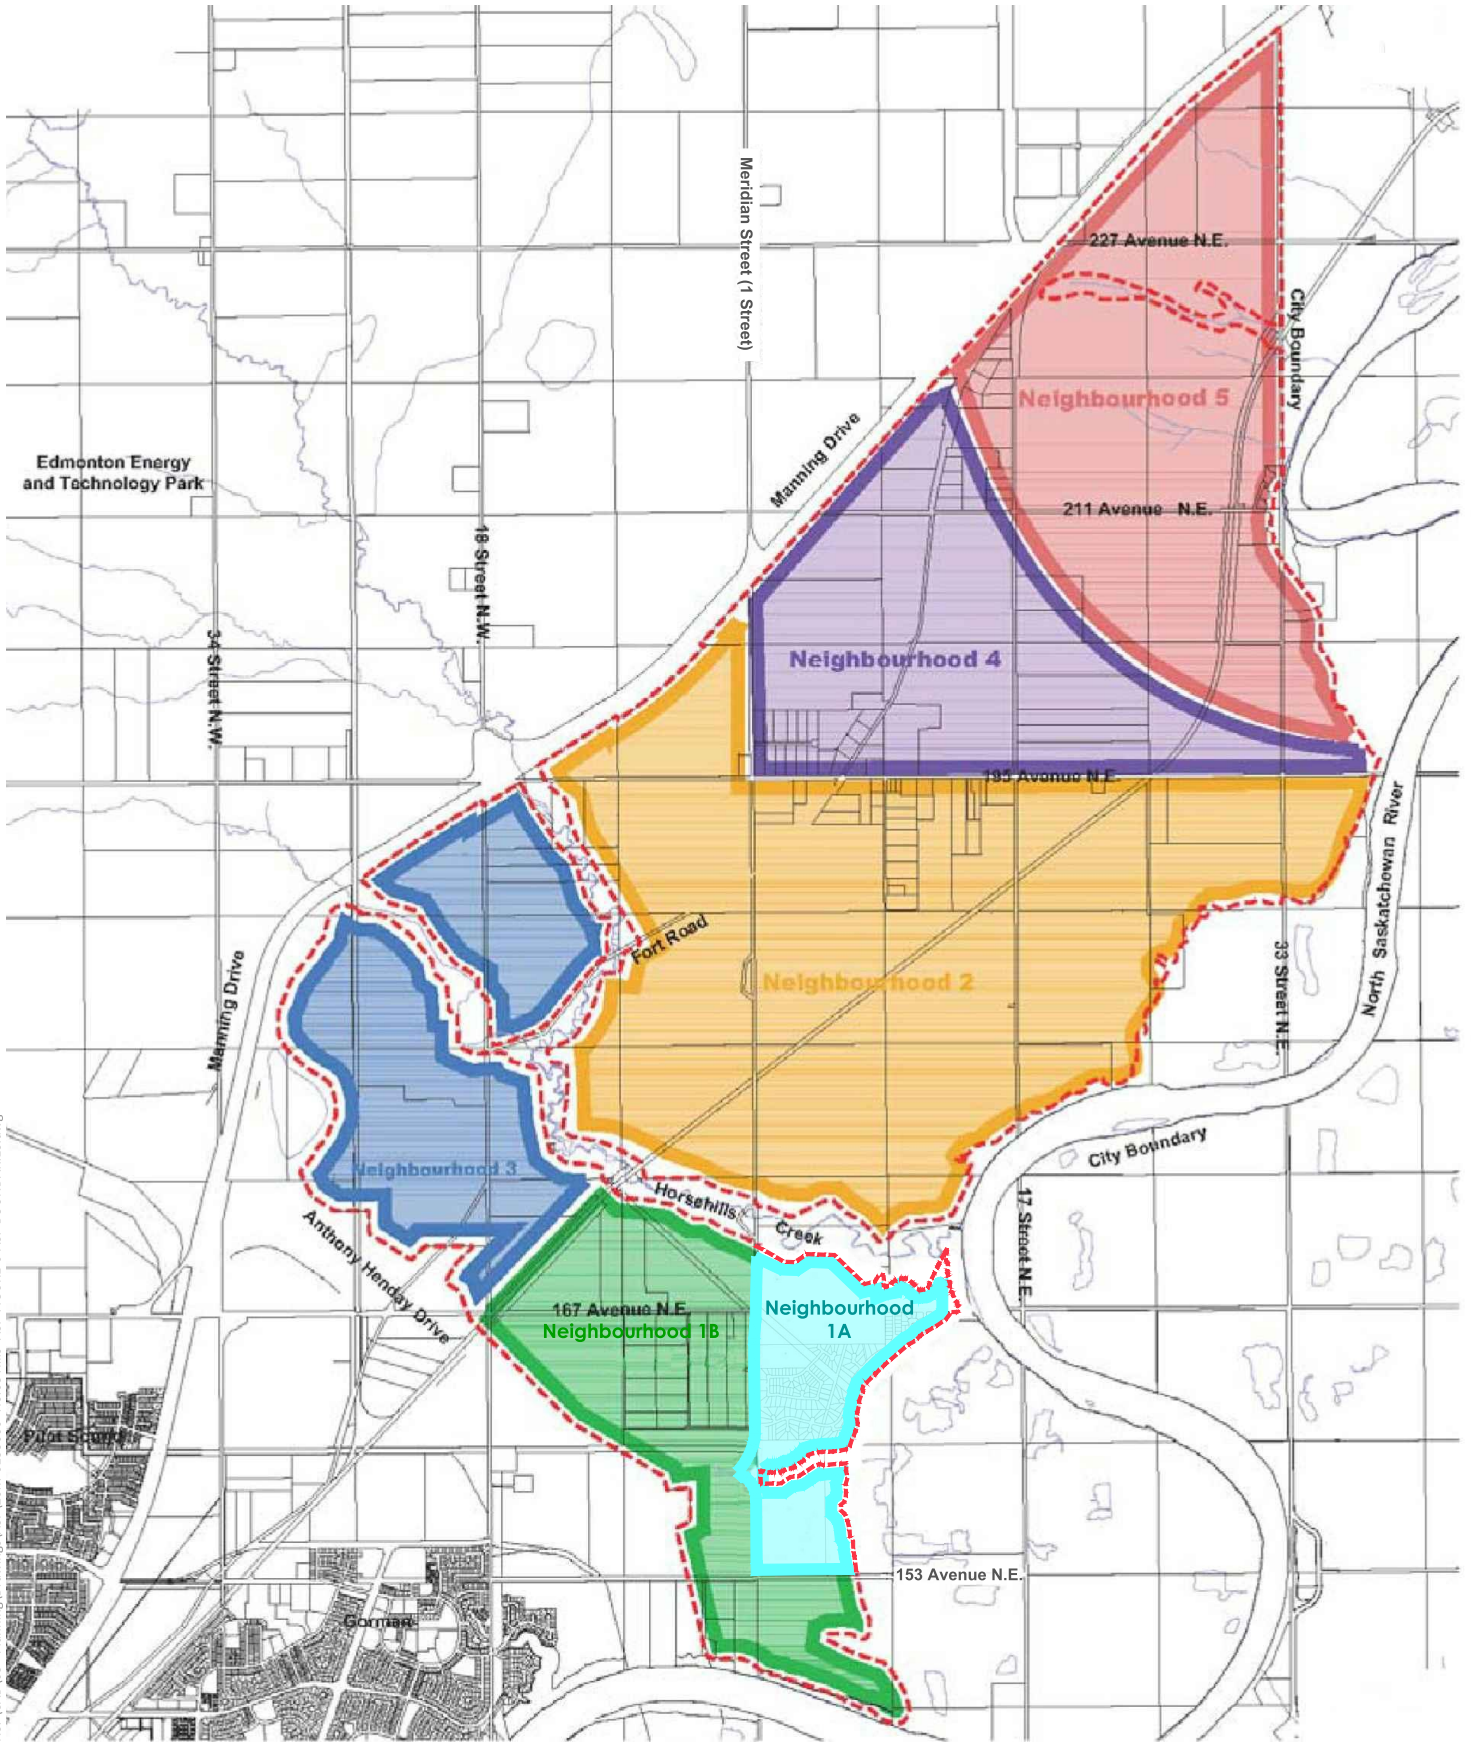 Meridian Street (1 Street)
227 Avenue N.E.
City Boundary
Neighbourhood 5
Manning Drive
Edmonton Energy
and Technology Park
211 Avenue N.E.
18 Street N.W.
34 Street N.W.
Neighbourhood 4
195 Avenue N.E.
North Saskatchewan River
Fort Road
Neighbourhood 2
33 Street N.E.
Manning Drive
City Boundary
Neighbourhood 3
Horsehills
Creek
17 Street N.E.
Anthony Henday Drive
167 Avenue N.E.
Neighbourhood 1B
Neighbourhood
1A
Pilot Sound
153 Avenue N.E.
Gorman